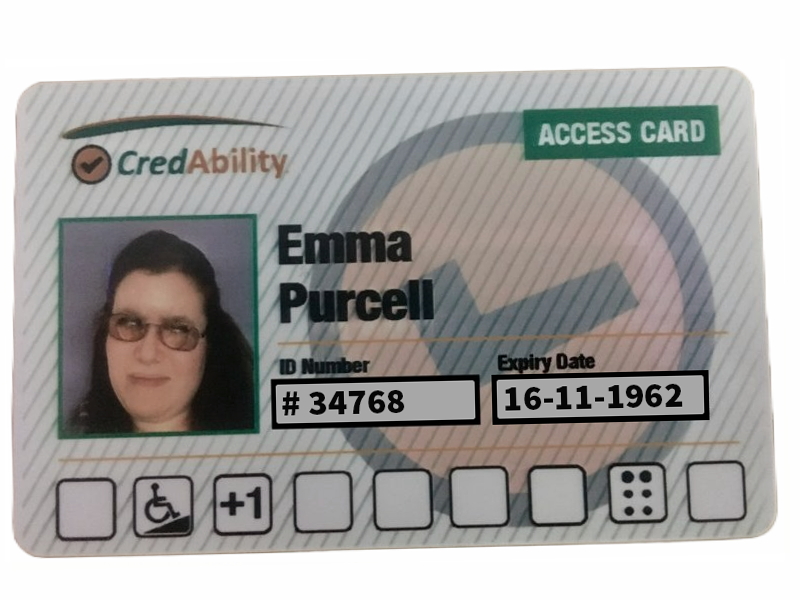 ACCESS CARD
CredAbility
Emma
Purcell
ID Number
Expiry Date
# 34768
16-11-1962
+1